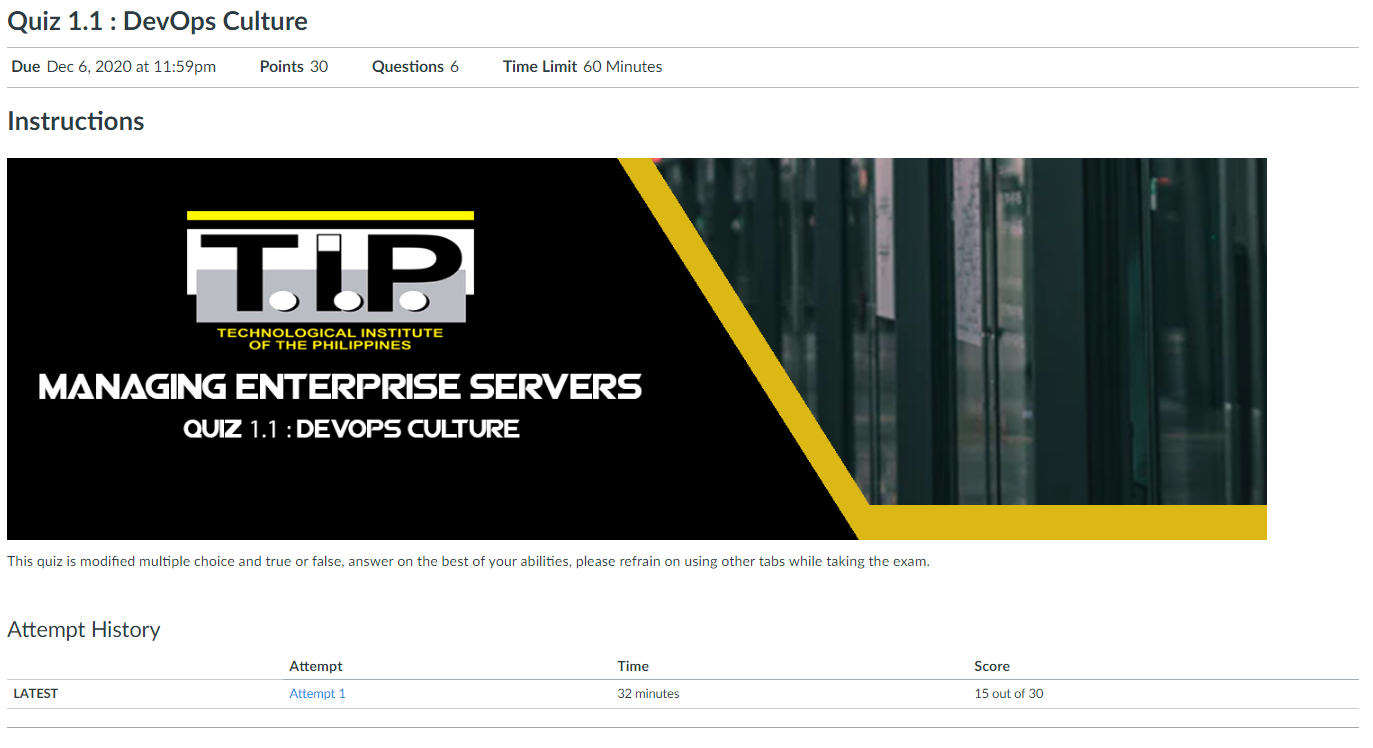 Quiz 1.1 : DevOps Culture
Due Dec 6, 2020 at 11:59pm Points 30 Questions 6 Time Limit 60 Minutes
Instructions
T.I.P.
TECHNOLOGICAL INSTITUTE
OF THE PHILIPPINES
MANAGING ENTERPRISE SERVERS
QUIZ 1.1 : DEVOPS CULTURE
This quiz is modified multiple choice and true or false, answer on the best of your abilities, please refrain on using other tabs while taking the exam.
Attempt History
Attempt Time Score
LATEST Attempt 1 32 minutes 15 out of 30